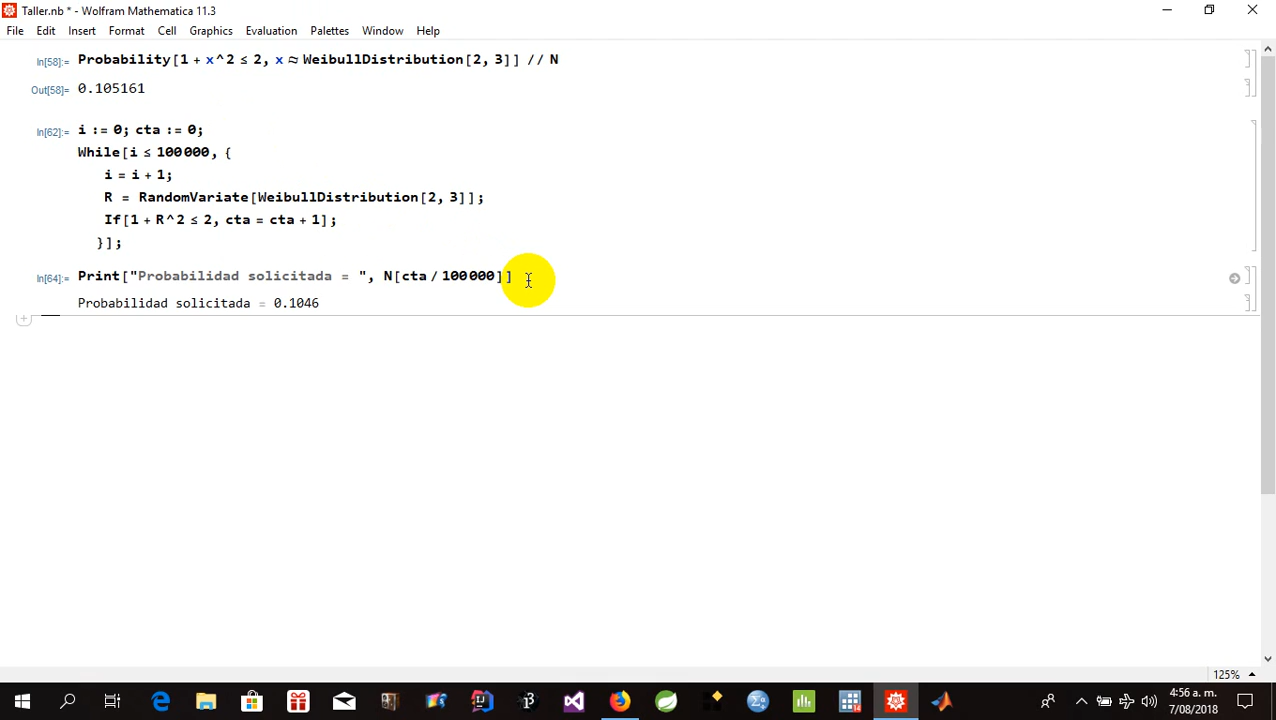 Taller.nb * - Wolfram Mathematica 11.3
File Edit Insert Format Cell Graphics Evaluation Palettes Window Help
In[58]:= Probability[1 + x^2 ≤ 2, x ≈ WeibullDistribution[2, 3]] // N
Out[58]= 0.105161
In[62]:= i := 0; cta := 0;
While[i ≤ 100000, {
i = i + 1;
R = RandomVariate[WeibullDistribution[2, 3]];
If[1 + R^2 ≤ 2, cta = cta + 1];
}];
In[64]:= Print["Probabilidad solicitada = ", N[cta / 100000]]
Probabilidad solicitada = 0.1046
125%
4:56 a. m.
7/08/2018